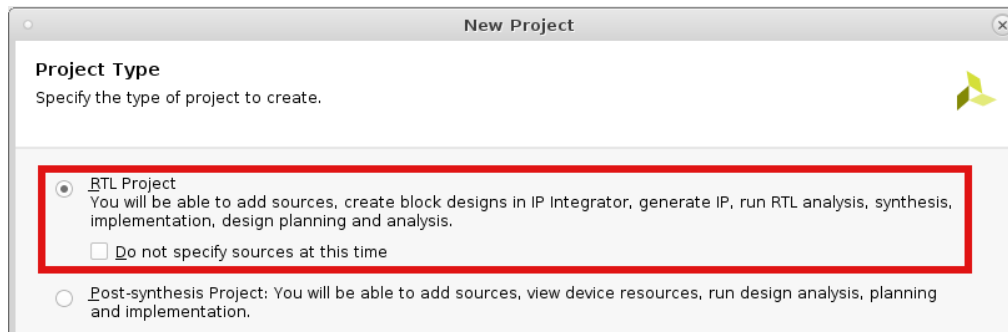 New Project
Project Type
Specify the type of project to create.
RTL Project
You will be able to add sources, create block designs in IP Integrator, generate IP, run RTL analysis, synthesis,
implementation, design planning and analysis.
Do not specify sources at this time
Post-synthesis Project: You will be able to add sources, view device resources, run design analysis, planning
and implementation.